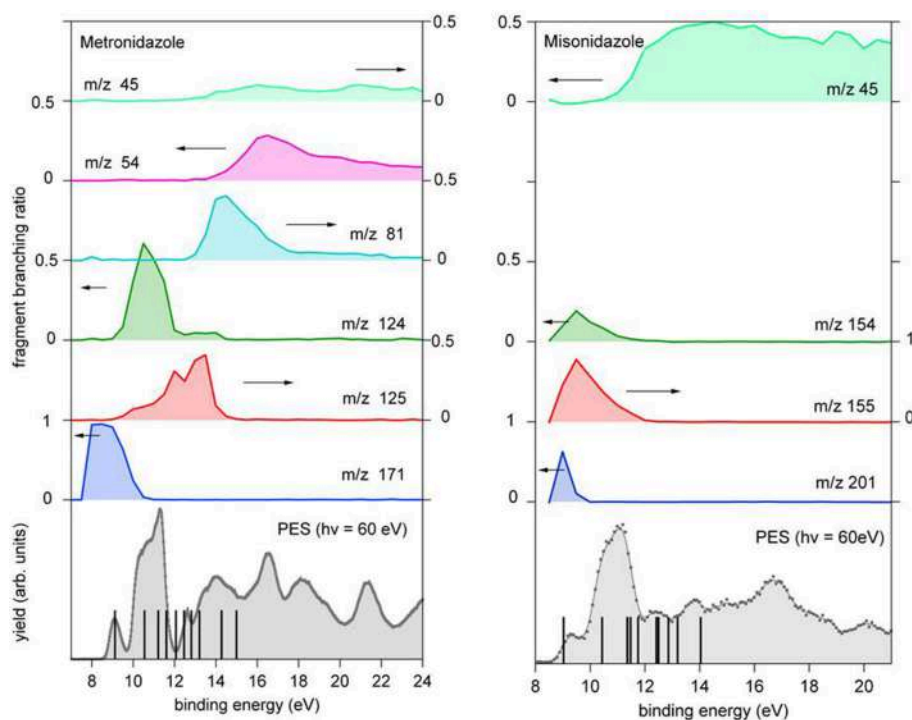 Metronidazole
0.5
m/z 45
0.5
0
m/z 54
0
0.5
m/z 81
0.5
0
m/z 124
0
0.5
m/z 125
1
0
m/z 171
0
PES (hν = 60 eV)
fragment branching ratio
yield (arb. units)
8 10 12 14 16 18 20 22 24
binding energy (eV)
0.5
Misonidazole
m/z 45
0
0.5
m/z 154
0
1
m/z 155
1
0
m/z 201
0
PES (hν = 60eV)
8 10 12 14 16 18 20
binding energy (eV)